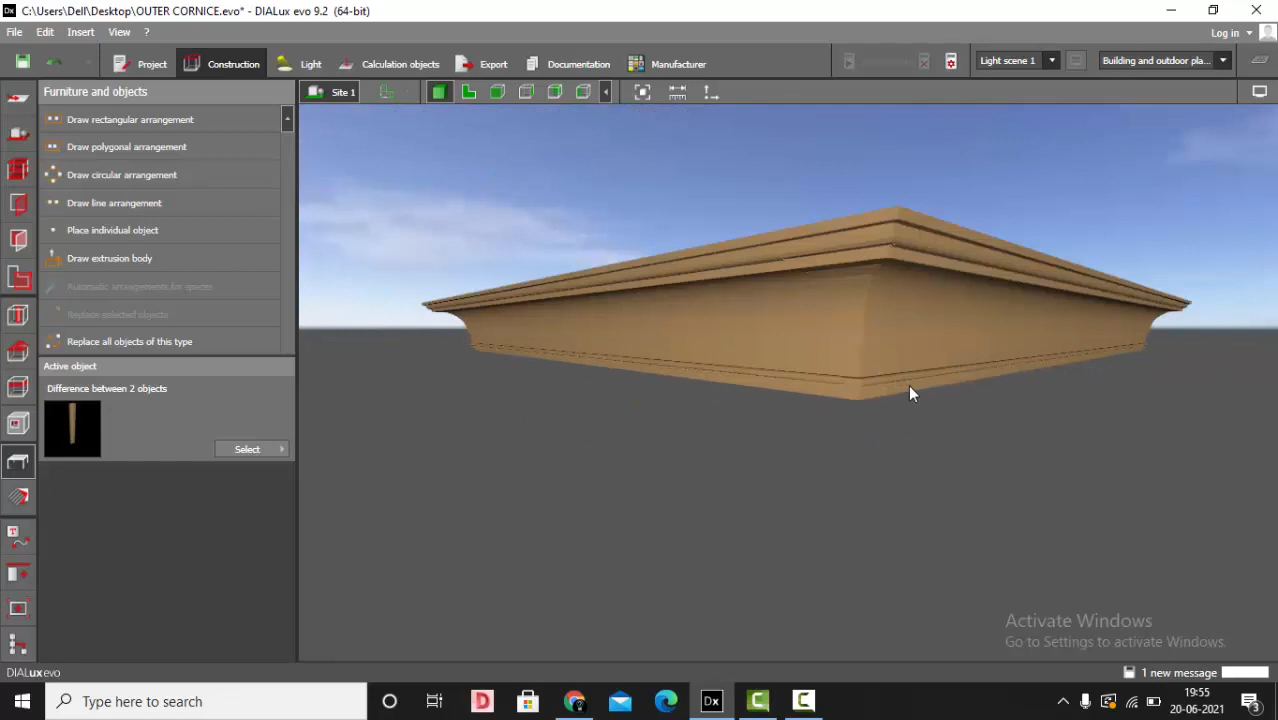 C:\Users\Dell\Desktop\OUTER CORNICE.evo* - DIALux evo 9.2 (64-bit)
File Edit Insert View ?
Log in
Project Construction Light Calculation objects Export Documentation Manufacturer
Light scene 1
Building and outdoor pla...
Furniture and objects
Site 1
Draw rectangular arrangement
Draw polygonal arrangement
Draw circular arrangement
Draw line arrangement
Place individual object
Draw extrusion body
Automatic arrangements for spaces
Replace selected objects
Replace all objects of this type
Active object
Difference between 2 objects
Select
Activate Windows
Go to Settings to activate Windows.
DIALux evo
1 new message
Type here to search
19:55
20-06-2021